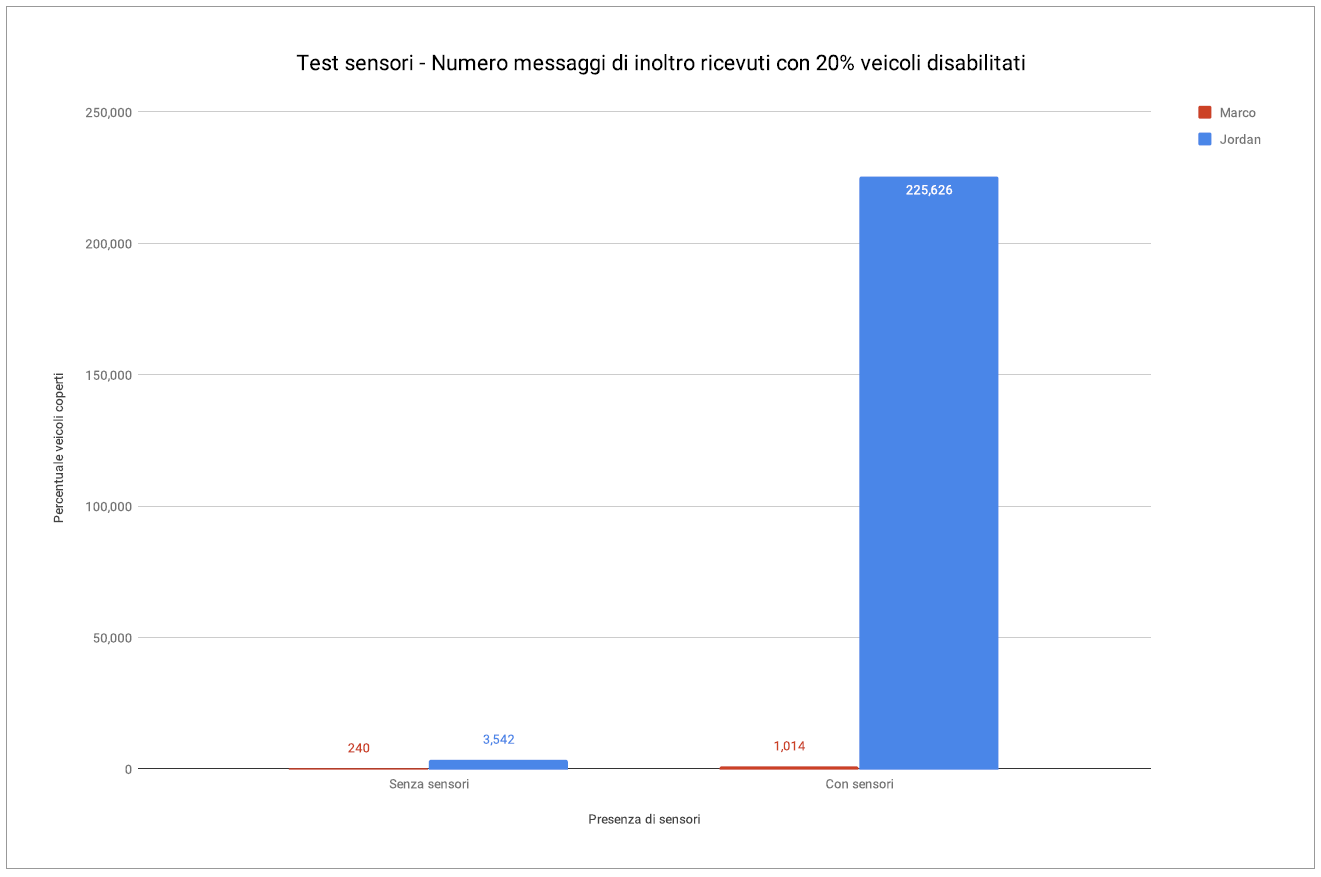 Test sensori - Numero messaggi di inoltro ricevuti con 20% veicoli disabilitati
Marco
Jordan
250,000
200,000
150,000
100,000
50,000
0
Percentuale veicoli coperti
240
3,542
1,014
225,626
Senza sensori
Con sensori
Presenza di sensori